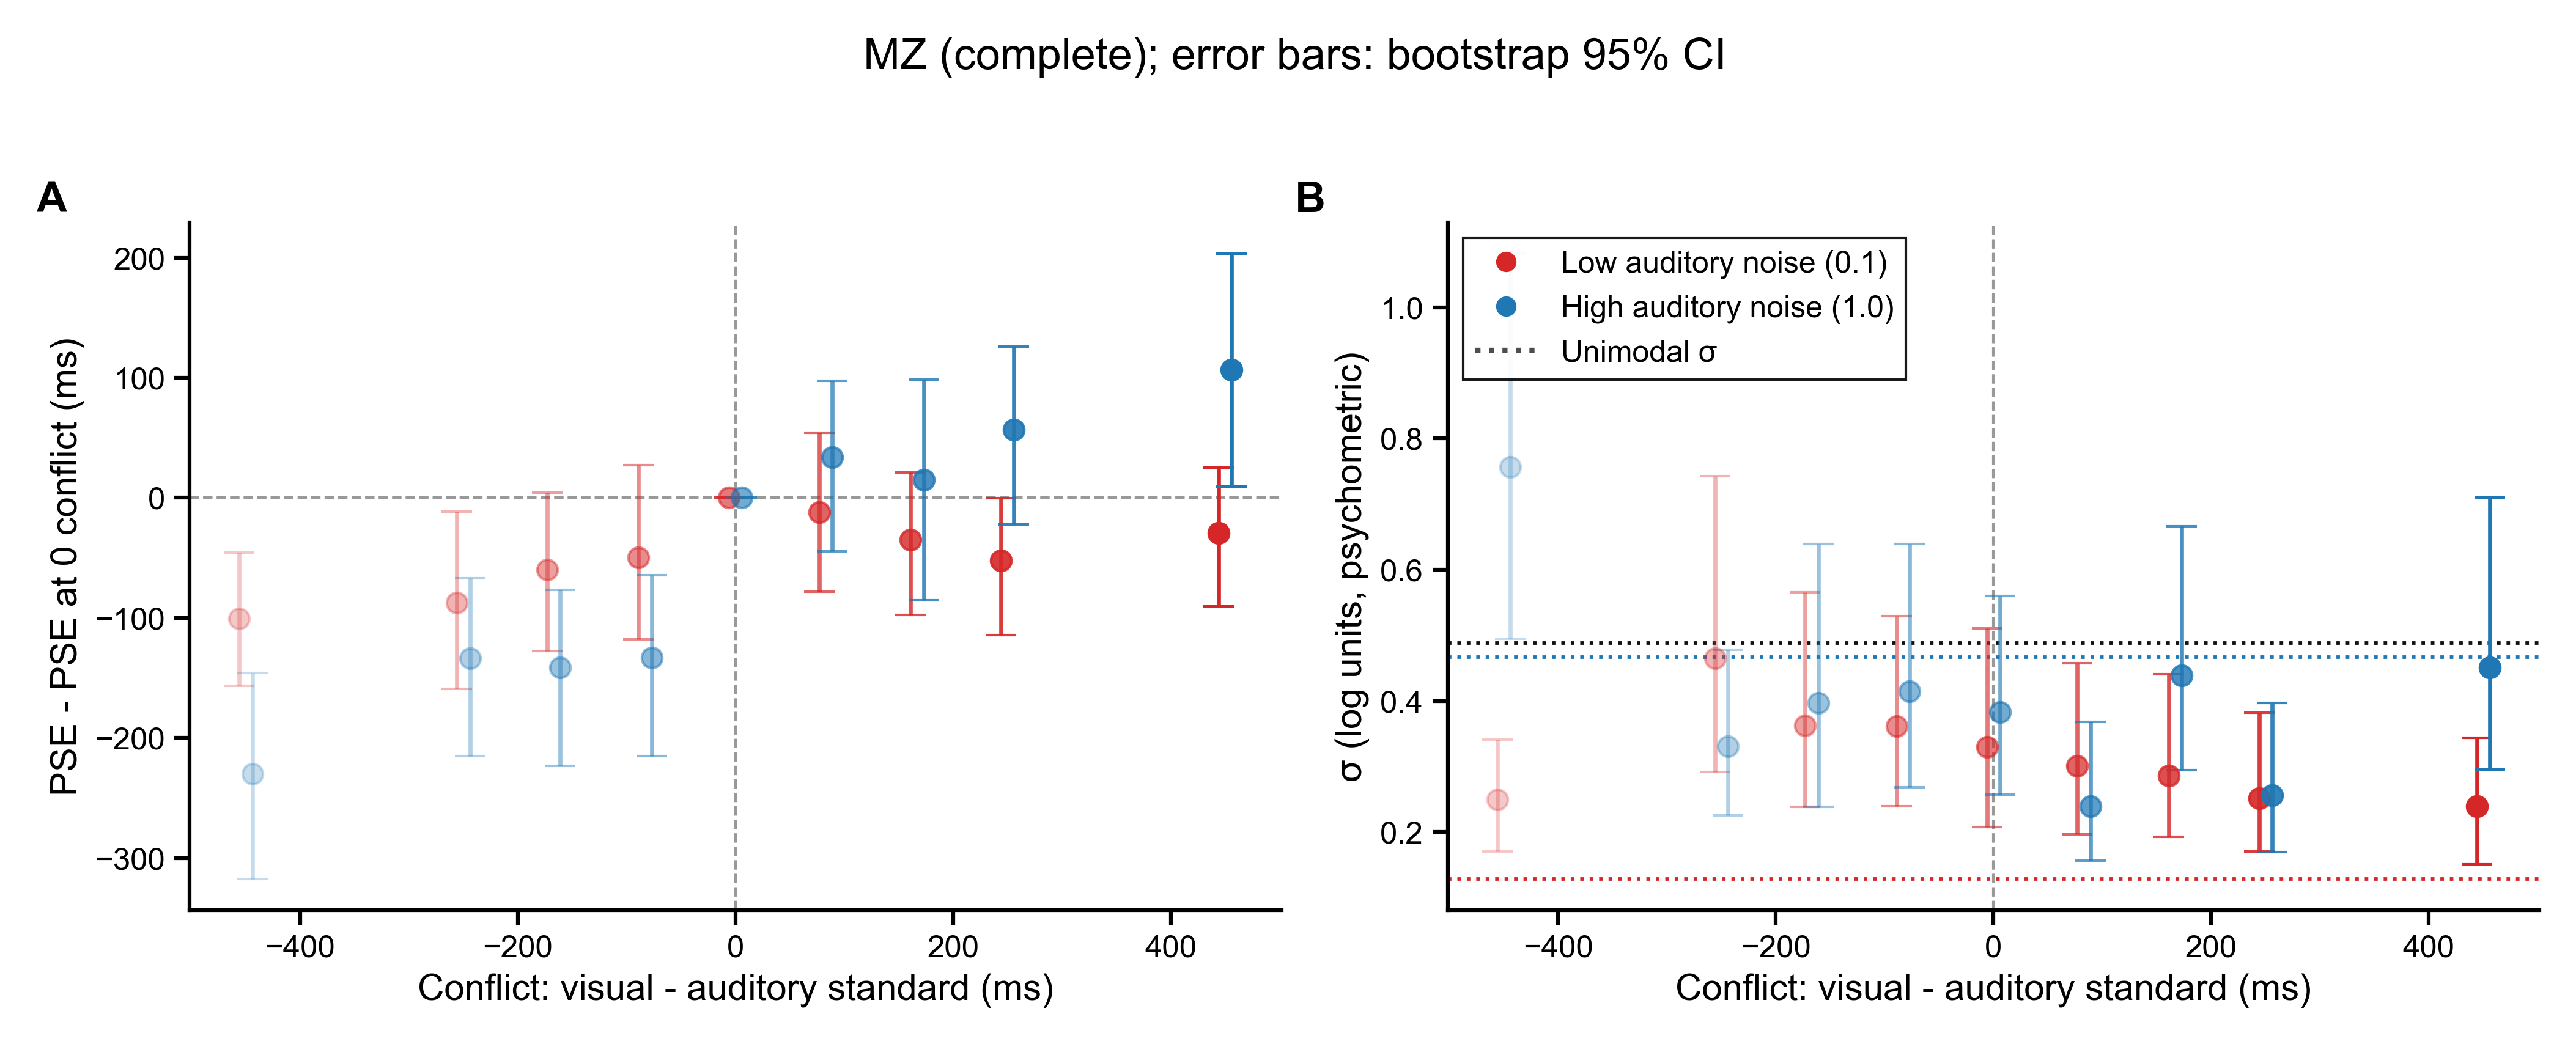 MZ (complete); error bars: bootstrap 95% CI
A
PSE - PSE at 0 conflict (ms)
200
100
0
−100
−200
−300
−400
−200
0
200
400
Conflict: visual - auditory standard (ms)
B
σ (log units, psychometric)
1.0
0.8
0.6
0.4
0.2
Low auditory noise (0.1)
High auditory noise (1.0)
Unimodal σ
−400
−200
0
200
400
Conflict: visual - auditory standard (ms)